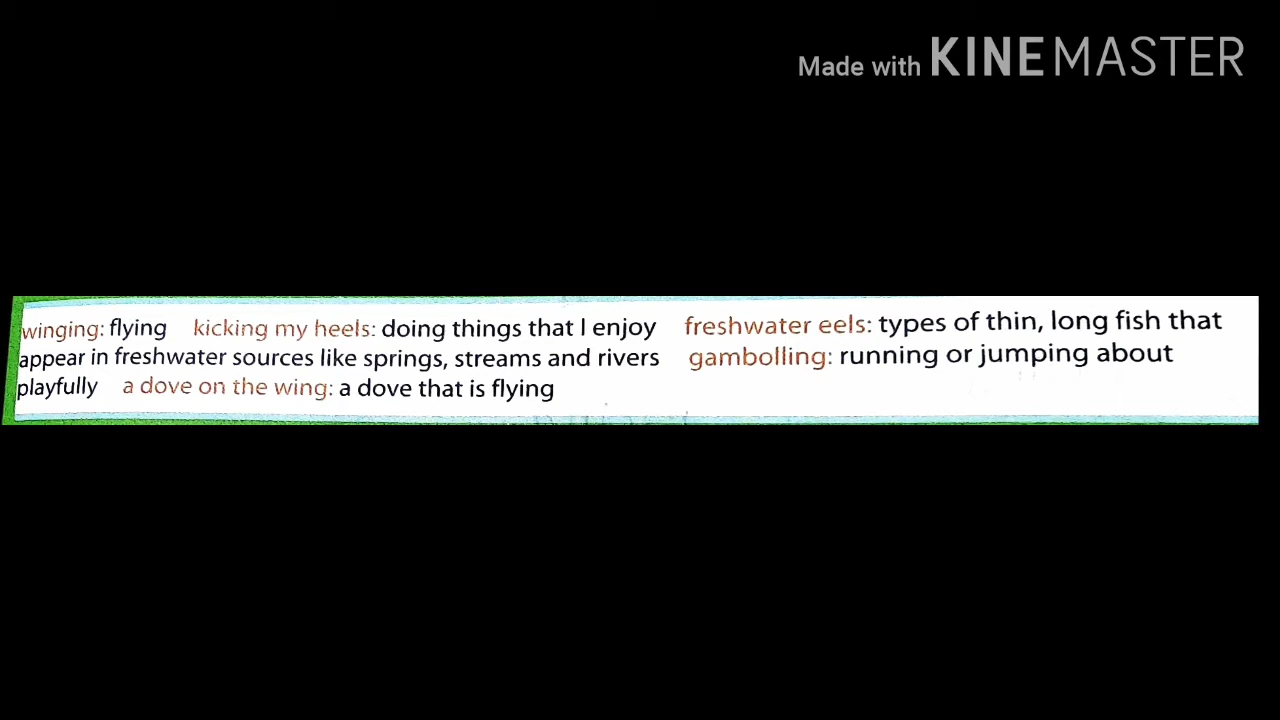 Made with KINEMASTER
winging: flying kicking my heels: doing things that I enjoy freshwater eels: types of thin, long fish that
appear in freshwater sources like springs, streams and rivers gambolling: running or jumping about
playfully a dove on the wing: a dove that is flying